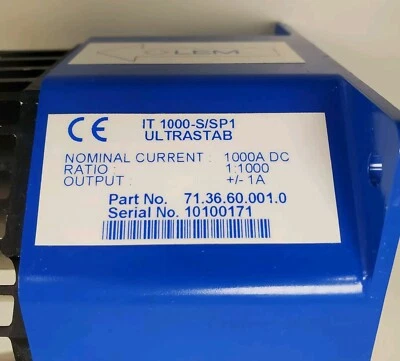 LEM
CE
IT 1000-S/SP1
ULTRASTAB
NOMINAL CURRENT : 1000A DC
RATIO : 1:1000
OUTPUT : +/- 1A
Part No. 71.36.60.001.0
Serial No. 10100171